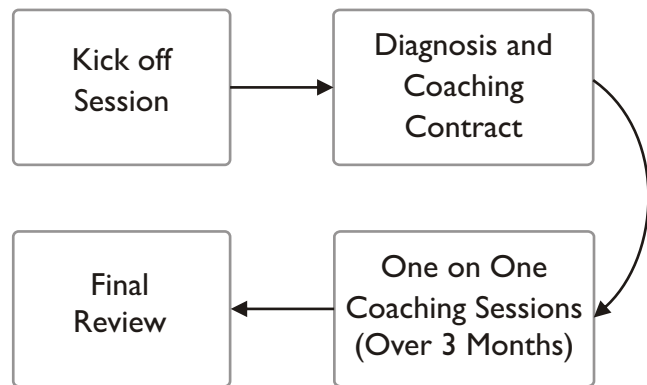 Kick off
Session
Diagnosis and
Coaching
Contract
One on One
Coaching Sessions
(Over 3 Months)
Final
Review